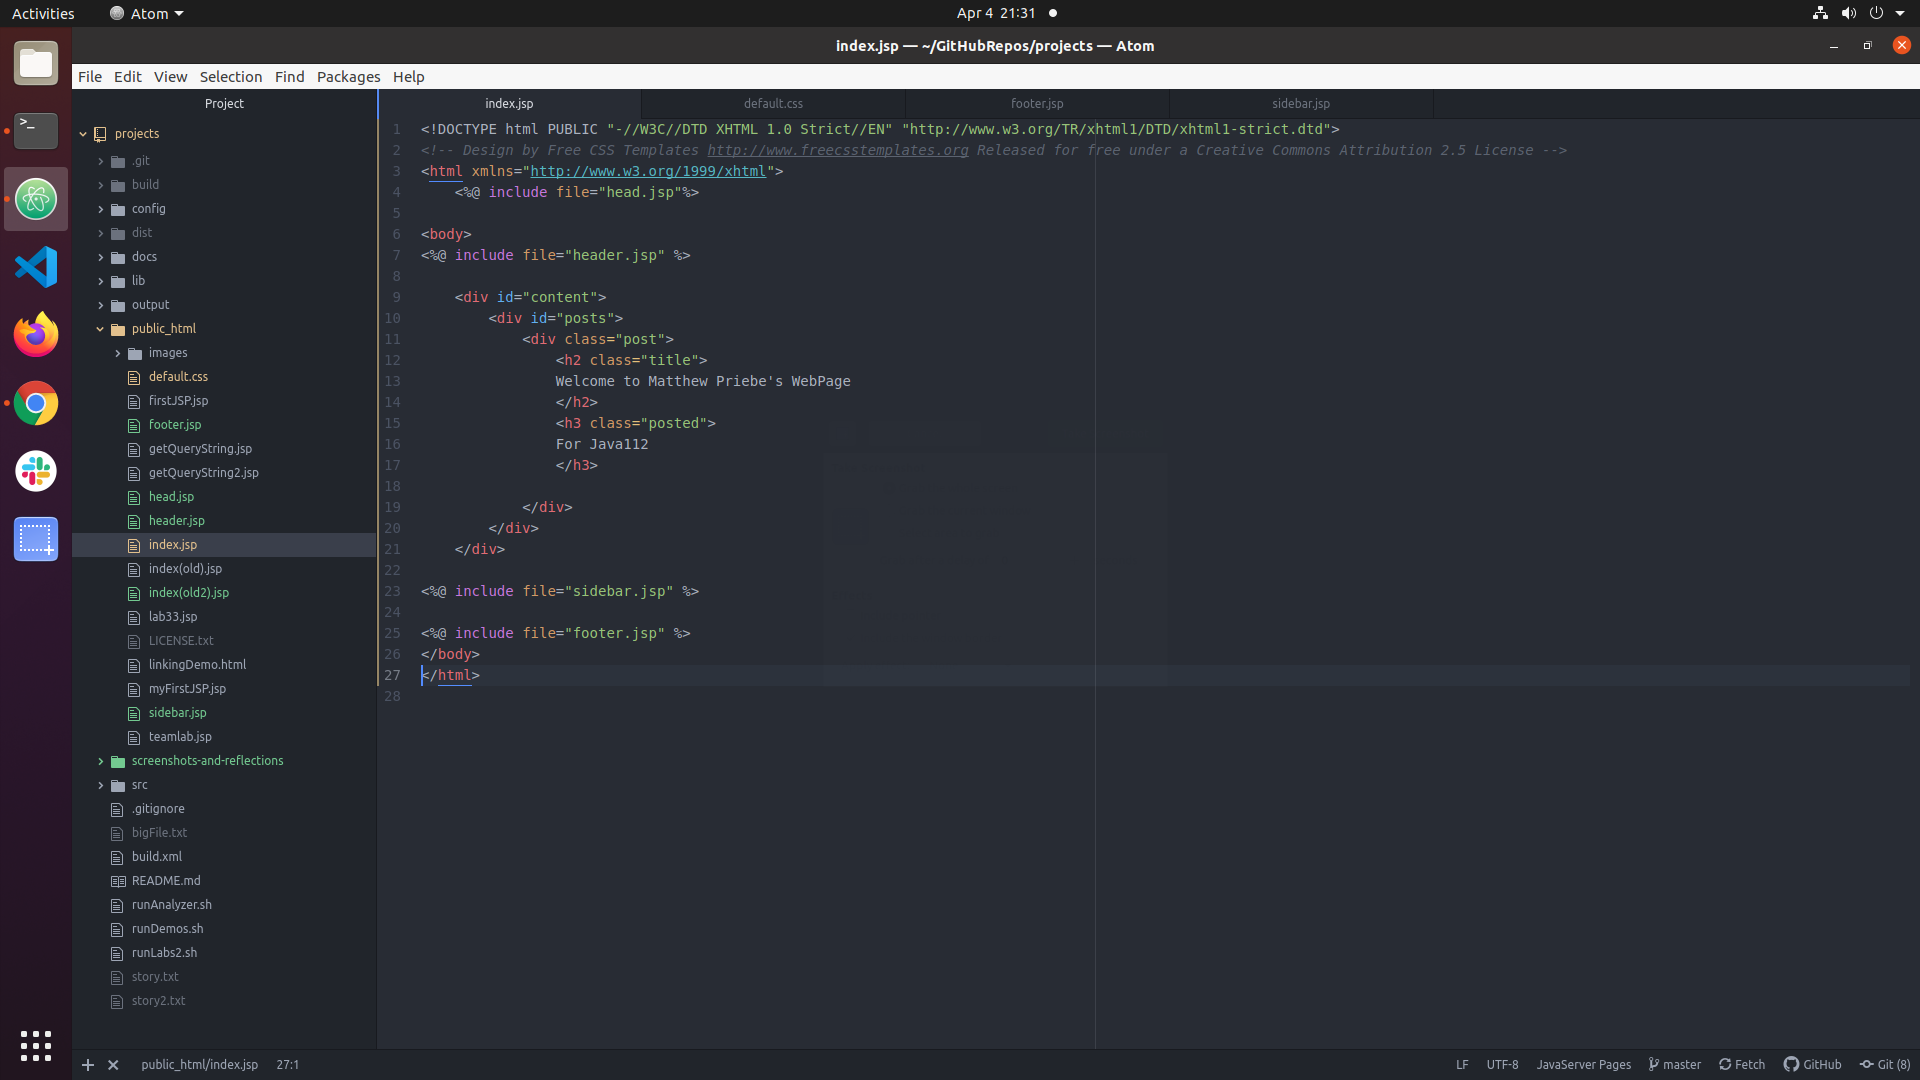 Activities
Atom
Apr 4 21:31
index.jsp — ~/GitHubRepos/projects — Atom
File Edit View Selection Find Packages Help
Project
index.jsp
default.css
footer.jsp
sidebar.jsp
projects
.git
build
config
dist
docs
lib
output
public_html
images
default.css
firstJSP.jsp
footer.jsp
getQueryString.jsp
getQueryString2.jsp
head.jsp
header.jsp
index.jsp
index(old).jsp
index(old2).jsp
lab33.jsp
LICENSE.txt
linkingDemo.html
myFirstJSP.jsp
sidebar.jsp
teamlab.jsp
screenshots-and-reflections
src
.gitignore
bigFile.txt
build.xml
README.md
runAnalyzer.sh
runDemos.sh
runLabs2.sh
story.txt
story2.txt
1 <!DOCTYPE html PUBLIC "-//W3C//DTD XHTML 1.0 Strict//EN" "http://www.w3.org/TR/xhtml1/DTD/xhtml1-strict.dtd">
2 <!-- Design by Free CSS Templates http://www.freecsstemplates.org Released for free under a Creative Commons Attribution 2.5 License -->
3 <html xmlns="http://www.w3.org/1999/xhtml">
4 <%@ include file="head.jsp"%>
5
6 <body>
7 <%@ include file="header.jsp" %>
8
9 <div id="content">
10 <div id="posts">
11 <div class="post">
12 <h2 class="title">
13 Welcome to Matthew Priebe's WebPage
14 </h2>
15 <h3 class="posted">
16 For Java112
17 </h3>
18
19 </div>
20 </div>
21 </div>
22
23 <%@ include file="sidebar.jsp" %>
24
25 <%@ include file="footer.jsp" %>
26 </body>
27 </html>
28
public_html/index.jsp 27:1
LF UTF-8 JavaServer Pages master Fetch GitHub Git (8)